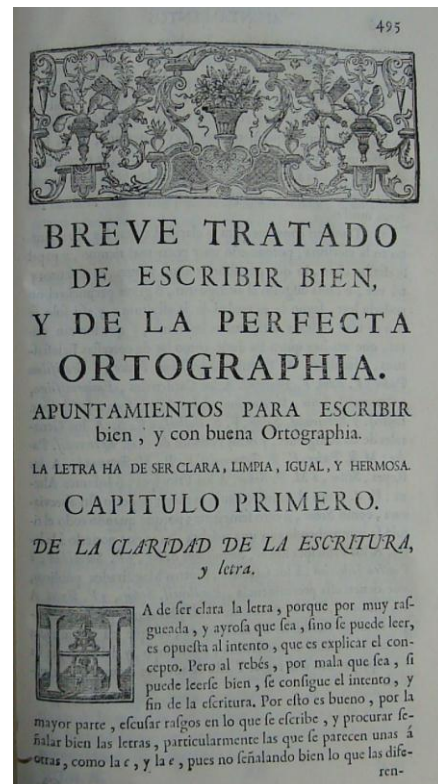 495
BREVE TRATADO
DE ESCRIBIR BIEN,
Y DE LA PERFECTA
ORTOGRAPHIA.
APUNTAMIENTOS PARA ESCRIBIR
bien, y con buena Ortographia.
LA LETRA HA DE SER CLARA, LIMPIA, IGUAL, Y HERMOSA.
CAPITULO PRIMERO.
DE LA CLARIDAD DE LA ESCRITURA,
y letra.
HA de ſer clara la letra, porque por muy raſ-
gueada, y ayroſa que ſea, ſino ſe puede leer,
es opueſta al intento, que es explicar el con-
cepto. Pero al rebés, por mala que ſea, ſi
puede leerſe bien, ſe conſigue el intento, y
fin de la eſcritura. Por eſto es bueno, por la
mayor parte, eſcuſar raſgos en lo que ſe eſcribe, y procurar ſe-
ñalar bien las letras, particularmente las que ſe parecen unas á
otras, como la c, y la e, pues no ſeñalando bien lo que las dife-
ren-